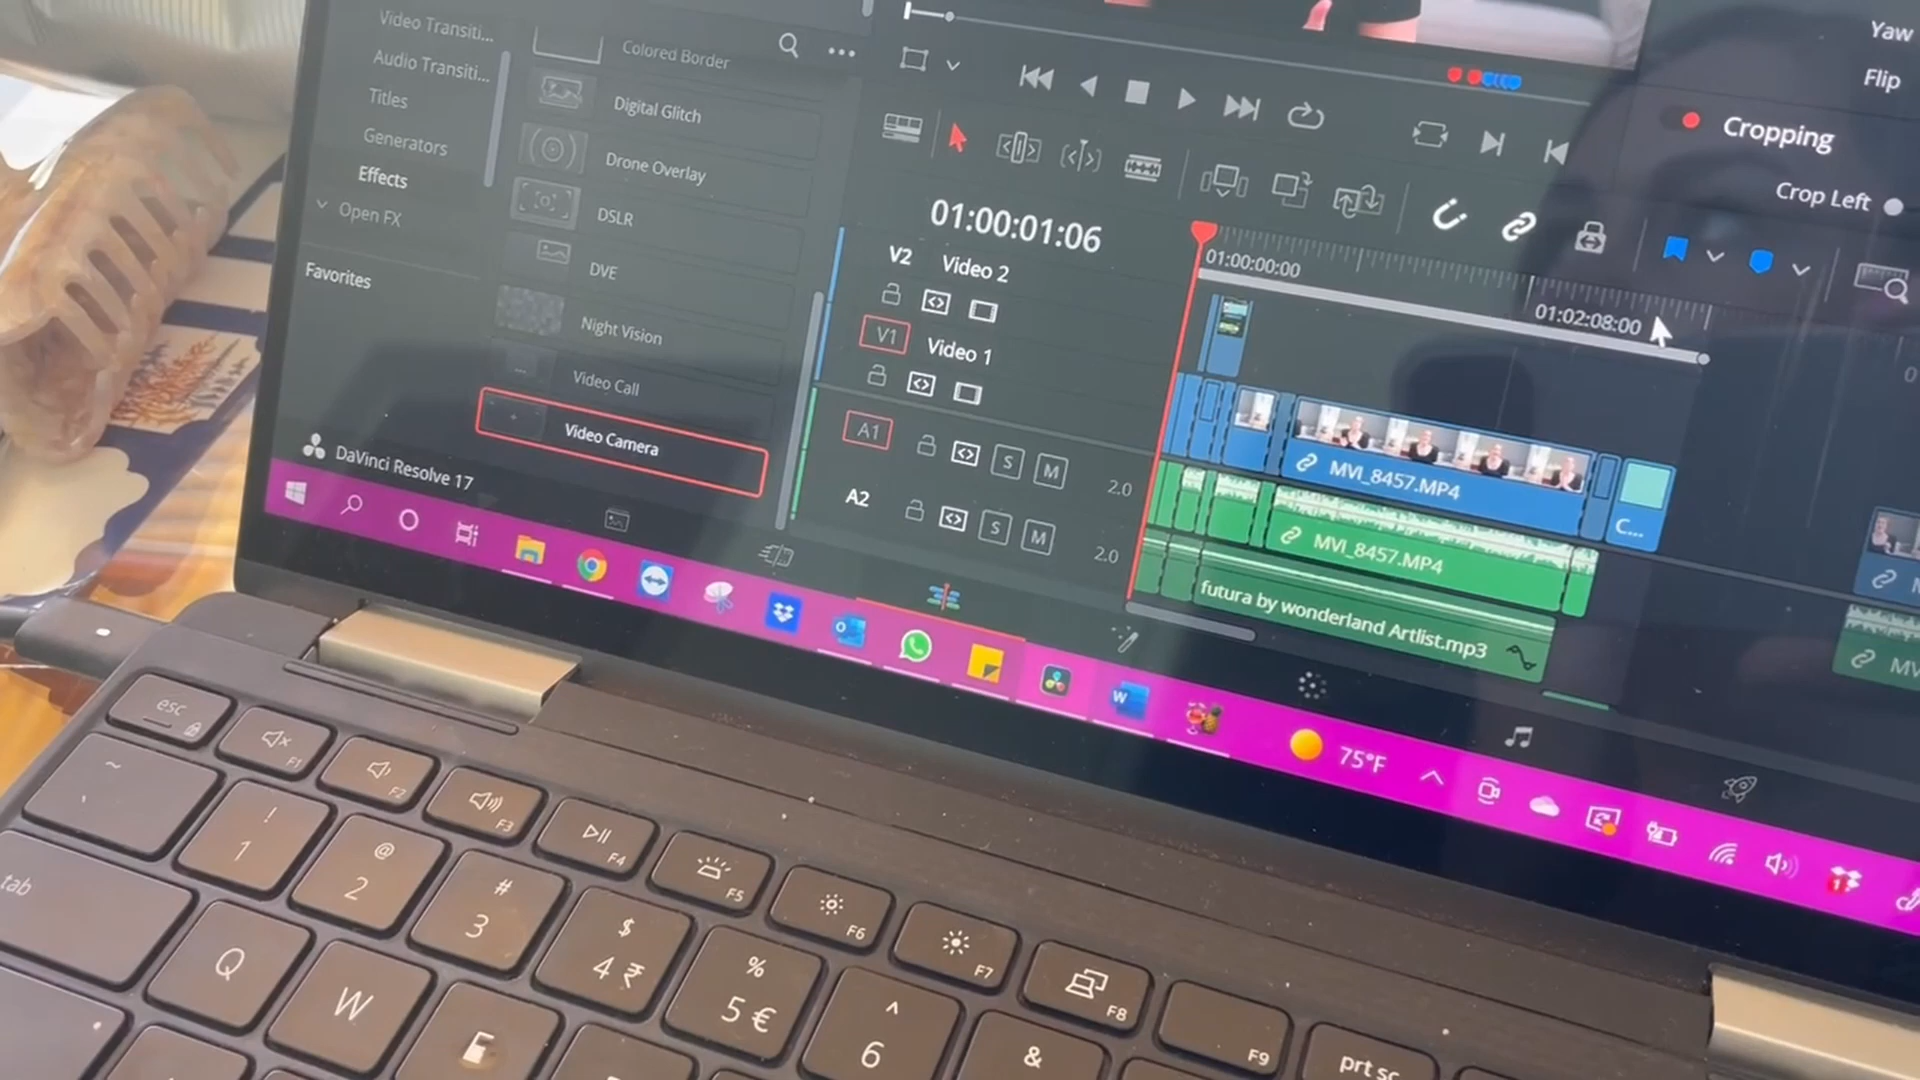 Video Transiti...
Audio Transiti...
Titles
Generators
Effects
Open FX
Favorites
Colored Border
Digital Glitch
Drone Overlay
DSLR
DVE
Night Vision
Video Call
Video Camera
DaVinci Resolve 17
01:00:01:06
V2 Video 2
V1 Video 1
A1 S M 2.0
A2 S M 2.0
01:00:00:00
01:02:08:00
MVI_8457.MP4
C...
MVI_8457.MP4
futura by wonderland Artlist.mp3
Yaw
Flip
Cropping
Crop Left
MV
75°F
1
esc
F1
F2
F3
F4
F5
F6
F7
F8
F9
prt sc
~
!
1
@
2
#
3
$
4 ₹
%
5 €
^
6
&
tab
Q
W